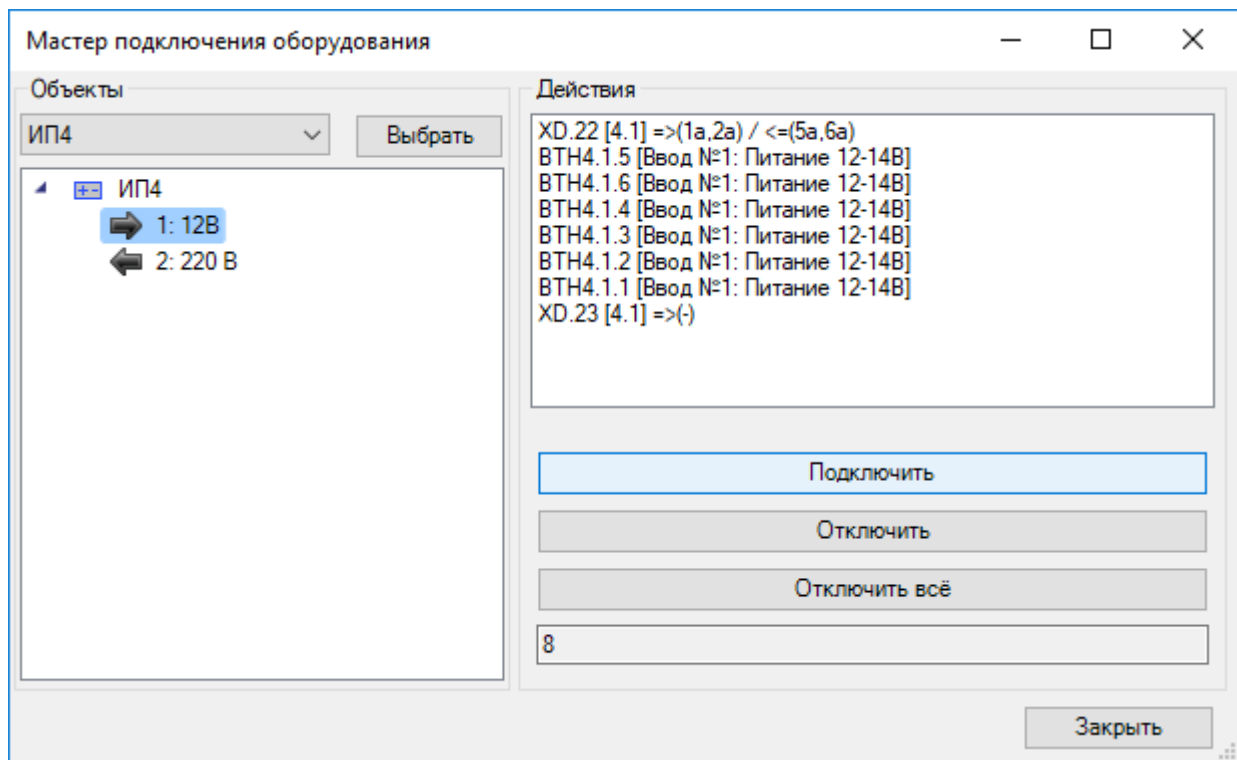 Мастер подключения оборудования
Объекты
ИП4
Выбрать
ИП4
1: 12В
2: 220 В
Действия
XD.22 [4.1] =>(1a,2a) / <=(5a,6a)
BTH4.1.5 [Ввод №1: Питание 12-14В]
BTH4.1.6 [Ввод №1: Питание 12-14В]
BTH4.1.4 [Ввод №1: Питание 12-14В]
BTH4.1.3 [Ввод №1: Питание 12-14В]
BTH4.1.2 [Ввод №1: Питание 12-14В]
BTH4.1.1 [Ввод №1: Питание 12-14В]
XD.23 [4.1] =>(-)
Подключить
Отключить
Отключить всё
8
Закрыть